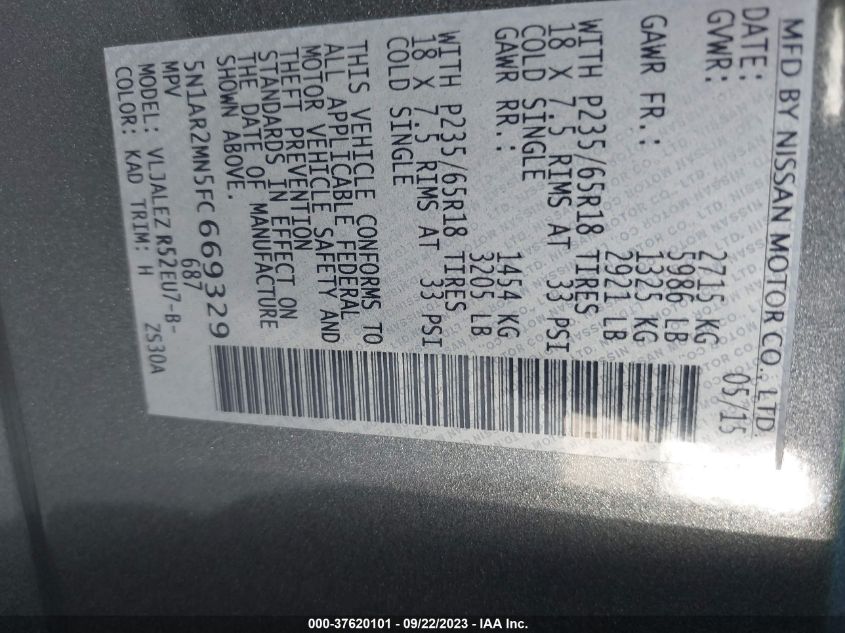 MFD BY NISSAN MOTOR CO., LTD.
DATE: 05/15
GVWR: 2715 KG
5986 LB
GAWR FR.: 1325 KG
2921 LB
WITH P235/65R18 TIRES
18 X 7.5 RIMS AT 33 PSI
COLD SINGLE
GAWR RR.: 1454 KG
3205 LB
WITH P235/65R18 TIRES
18 X 7.5 RIMS AT 33 PSI
COLD SINGLE
THIS VEHICLE CONFORMS TO
ALL APPLICABLE FEDERAL
MOTOR VEHICLE SAFETY AND
THEFT PREVENTION
STANDARDS IN EFFECT ON
THE DATE OF MANUFACTURE
SHOWN ABOVE.
5N1AR2MN5FC669329
MPV 687
MODEL: VLJALEZ R52EU7-B-
COLOR: KAD TRIM: H ZS30A
000-37620101 - 09/22/2023 - IAA Inc.